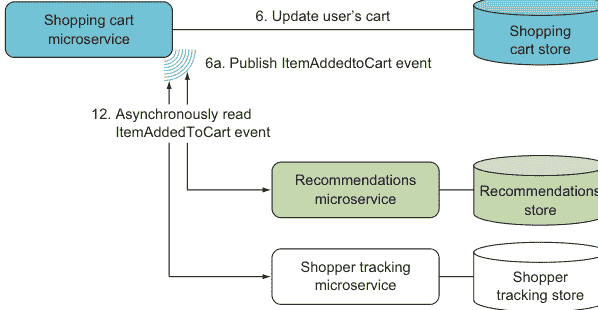 Shopping cart
microservice
6. Update user's cart
Shopping
cart store
6a. Publish ItemAddedtoCart event
12. Asynchronously read
ItemAddedToCart event
Recommendations
microservice
Recommendations
store
Shopper tracking
microservice
Shopper
tracking store